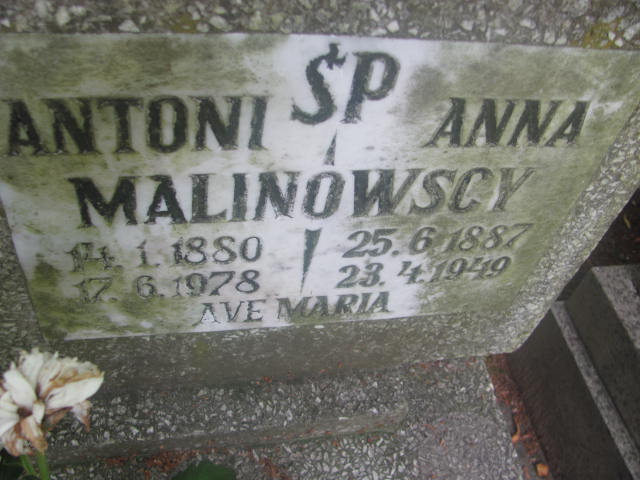 ŚP
ANTONI ANNA
MALINOWSCY
14. 1. 1880 25. 6. 1887
17. 6. 1978 23. 4. 1949
AVE MARIA